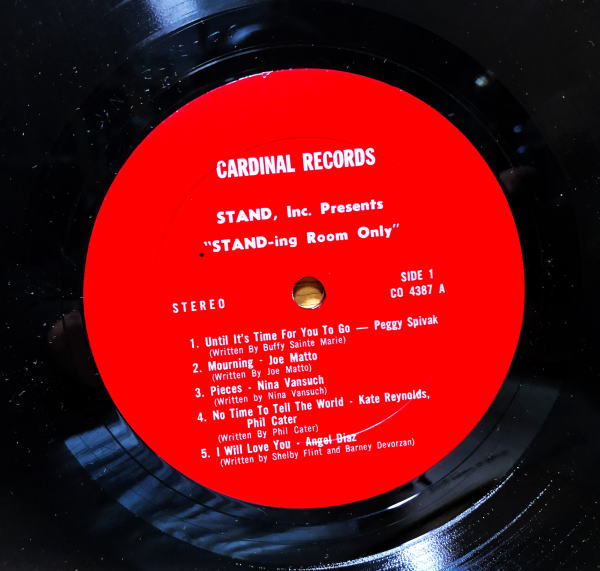 CARDINAL RECORDS
STAND, Inc. Presents
"STAND-ing Room Only"
STEREO
SIDE 1
CO 4387 A
1. Until It's Time For You To Go — Peggy Spivak
(Written By Buffy Sainte Marie)
2. Mourning - Joe Matto
(Written By Joe Matto)
3. Pieces - Nina Vansuch
(Written by Nina Vansuch)
4. No Time To Tell The World - Kate Reynolds,
Phil Cater
(Written By Phil Cater)
5. I Will Love You - Angel Diaz
(Written by Shelby Flint and Barney Devorzan)